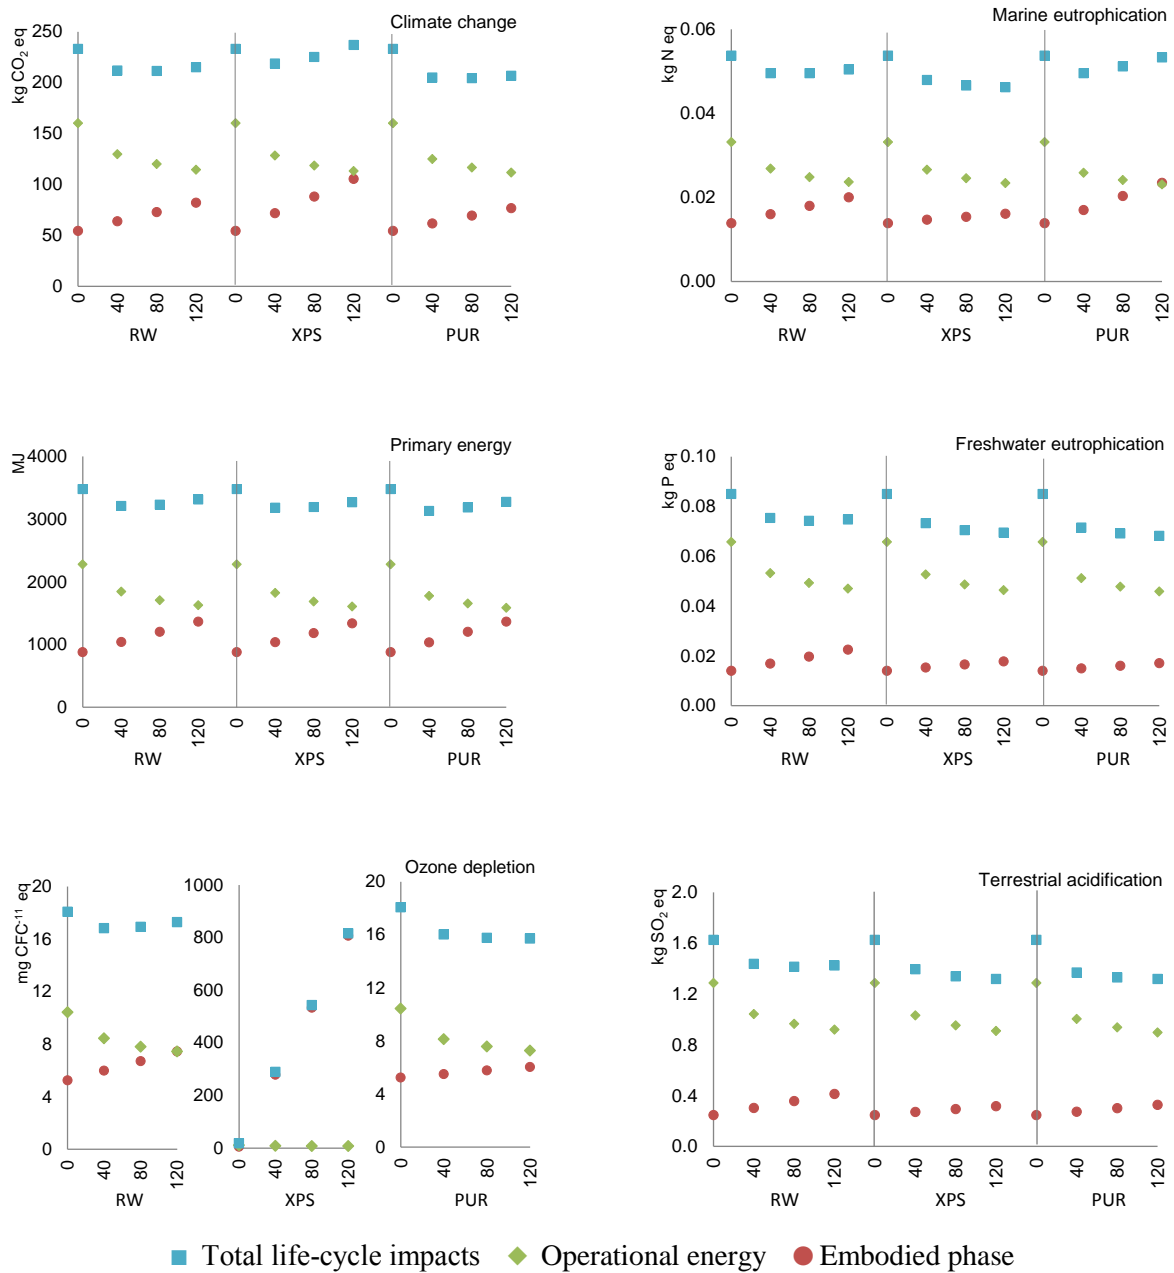 Climate change
kg CO2 eq
250
200
150
100
50
0
0 40 80 120 0 40 80 120 0 40 80 120
RW XPS PUR
Marine eutrophication
kg N eq
0.06
0.04
0.02
0.00
0 40 80 120 0 40 80 120 0 40 80 120
RW XPS PUR
Primary energy
MJ
4000
3000
2000
1000
0
0 40 80 120 0 40 80 120 0 40 80 120
RW XPS PUR
Freshwater eutrophication
kg P eq
0.10
0.08
0.06
0.04
0.02
0.00
0 40 80 120 0 40 80 120 0 40 80 120
RW XPS PUR
Ozone depletion
mg CFC-11 eq
20
16
12
8
4
0
0 40 80 120
RW
1000
800
600
400
200
0
0 40 80 120
XPS
20
16
12
8
4
0
0 40 80 120
PUR
Terrestrial acidification
kg SO2 eq
2.0
1.6
1.2
0.8
0.4
0.0
0 40 80 120 0 40 80 120 0 40 80 120
RW XPS PUR
Total life-cycle impacts Operational energy Embodied phase